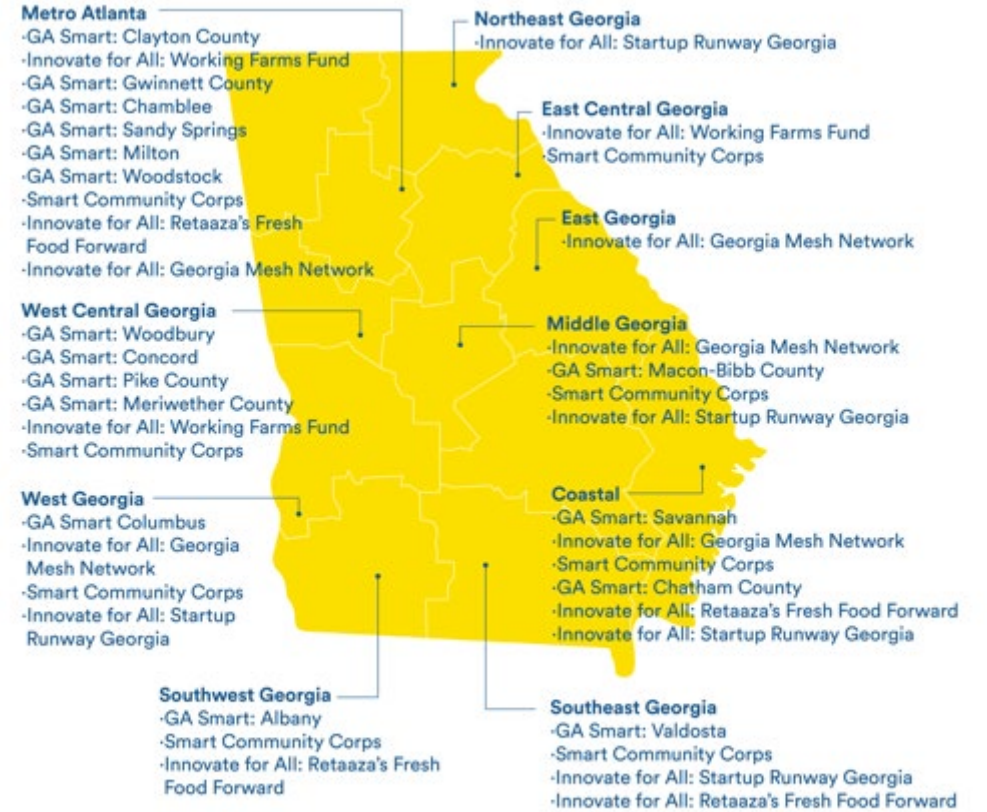 Metro Atlanta
·GA Smart: Clayton County
·Innovate for All: Working Farms Fund
·GA Smart: Gwinnett County
·GA Smart: Chamblee
·GA Smart: Sandy Springs
·GA Smart: Milton
·GA Smart: Woodstock
·Smart Community Corps
·Innovate for All: Retaaza's Fresh
Food Forward
·Innovate for All: Georgia Mesh Network
West Central Georgia
·GA Smart: Woodbury
·GA Smart: Concord
·GA Smart: Pike County
·GA Smart: Meriwether County
·Innovate for All: Working Farms Fund
·Smart Community Corps
West Georgia
·GA Smart Columbus
·Innovate for All: Georgia
Mesh Network
·Smart Community Corps
·Innovate for All: Startup
Runway Georgia
Southwest Georgia
·GA Smart: Albany
·Smart Community Corps
·Innovate for All: Retaaza's Fresh
Food Forward
Northeast Georgia
·Innovate for All: Startup Runway Georgia
East Central Georgia
·Innovate for All: Working Farms Fund
·Smart Community Corps
East Georgia
·Innovate for All: Georgia Mesh Network
Middle Georgia
·Innovate for All: Georgia Mesh Network
·GA Smart: Macon-Bibb County
·Smart Community Corps
·Innovate for All: Startup Runway Georgia
Coastal
·GA Smart: Savannah
·Innovate for All: Georgia Mesh Network
·Smart Community Corps
·GA Smart: Chatham County
·Innovate for All: Retaaza's Fresh Food Forward
·Innovate for All: Startup Runway Georgia
Southeast Georgia
·GA Smart: Valdosta
·Smart Community Corps
·Innovate for All: Startup Runway Georgia
·Innovate for All: Retaaza's Fresh Food Forward